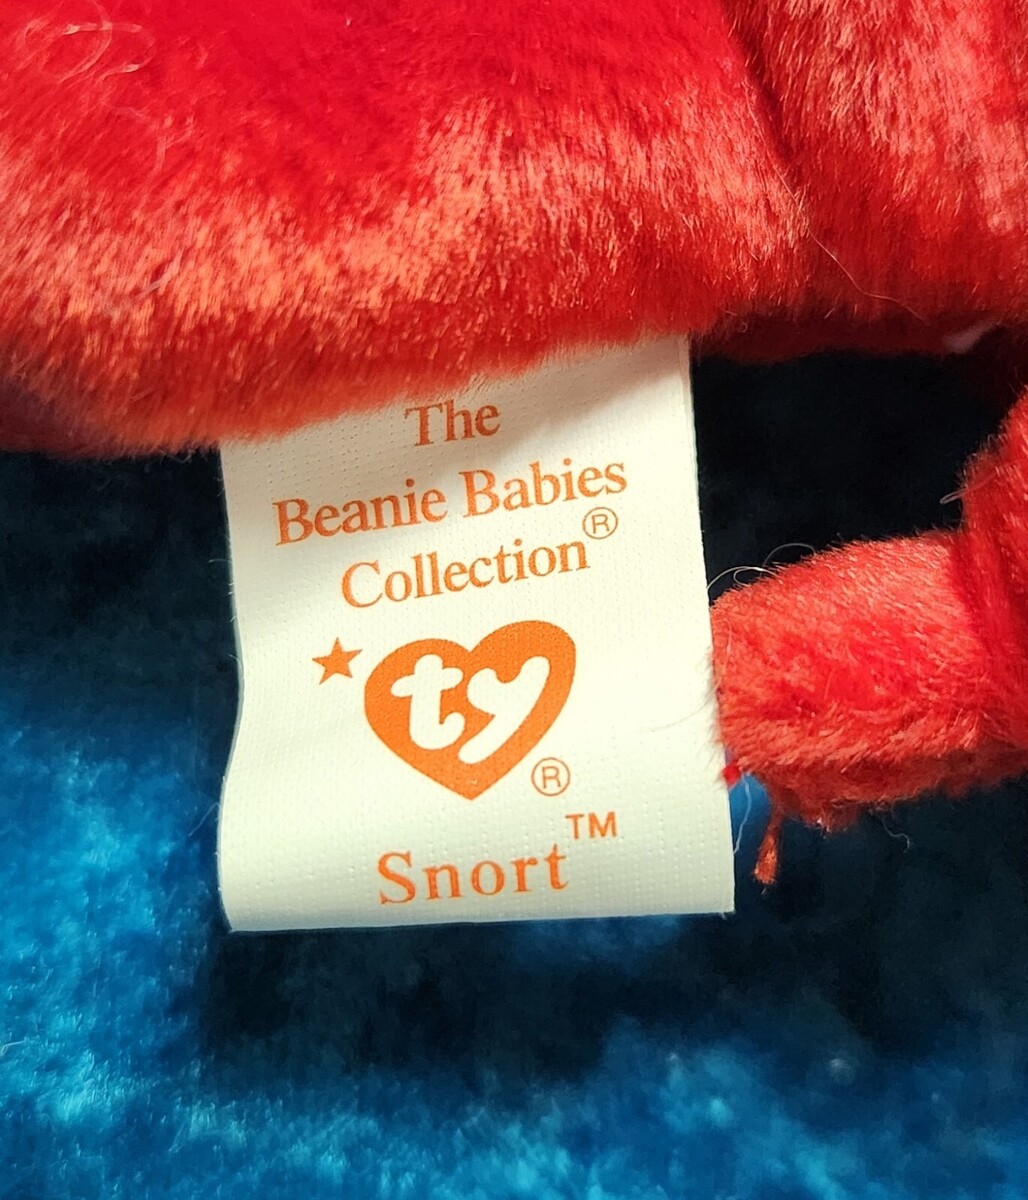 The
Beanie Babies
Collection®
ty®
Snort™